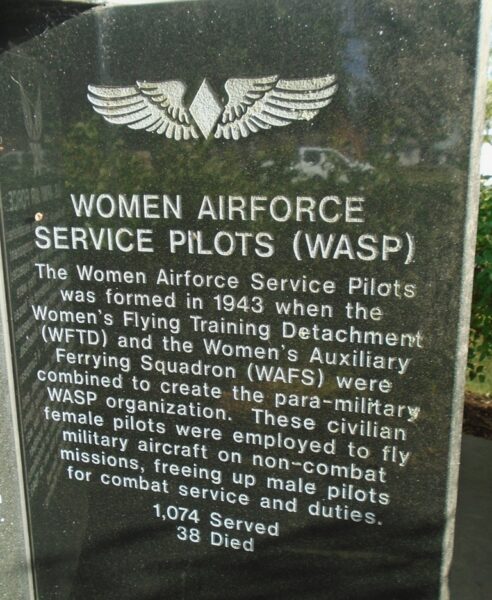 WOMEN AIRFORCE
SERVICE PILOTS (WASP)
The Women Airforce Service Pilots
was formed in 1943 when the
Women's Flying Training Detachment
(WFTD) and the Women's Auxiliary
Ferrying Squadron (WAFS) were
combined to create the para-military
WASP organization. These civilian
female pilots were employed to fly
military aircraft on non-combat
missions, freeing up male pilots
for combat service and duties.
1,074 Served
38 Died